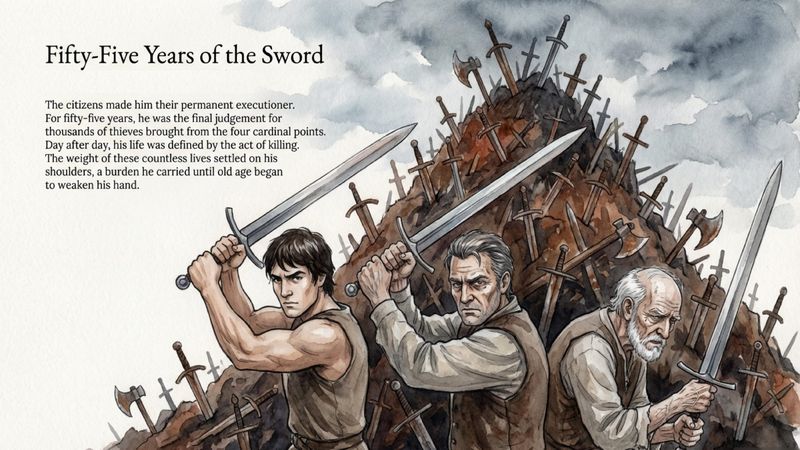 Fifty-Five Years of the Sword
The citizens made him their permanent executioner.
For fifty-five years, he was the final judgement for
thousands of thieves brought from the four cardinal points.
Day after day, his life was defined by the act of killing.
The weight of these countless lives settled on his
shoulders, a burden he carried until old age began
to weaken his hand.